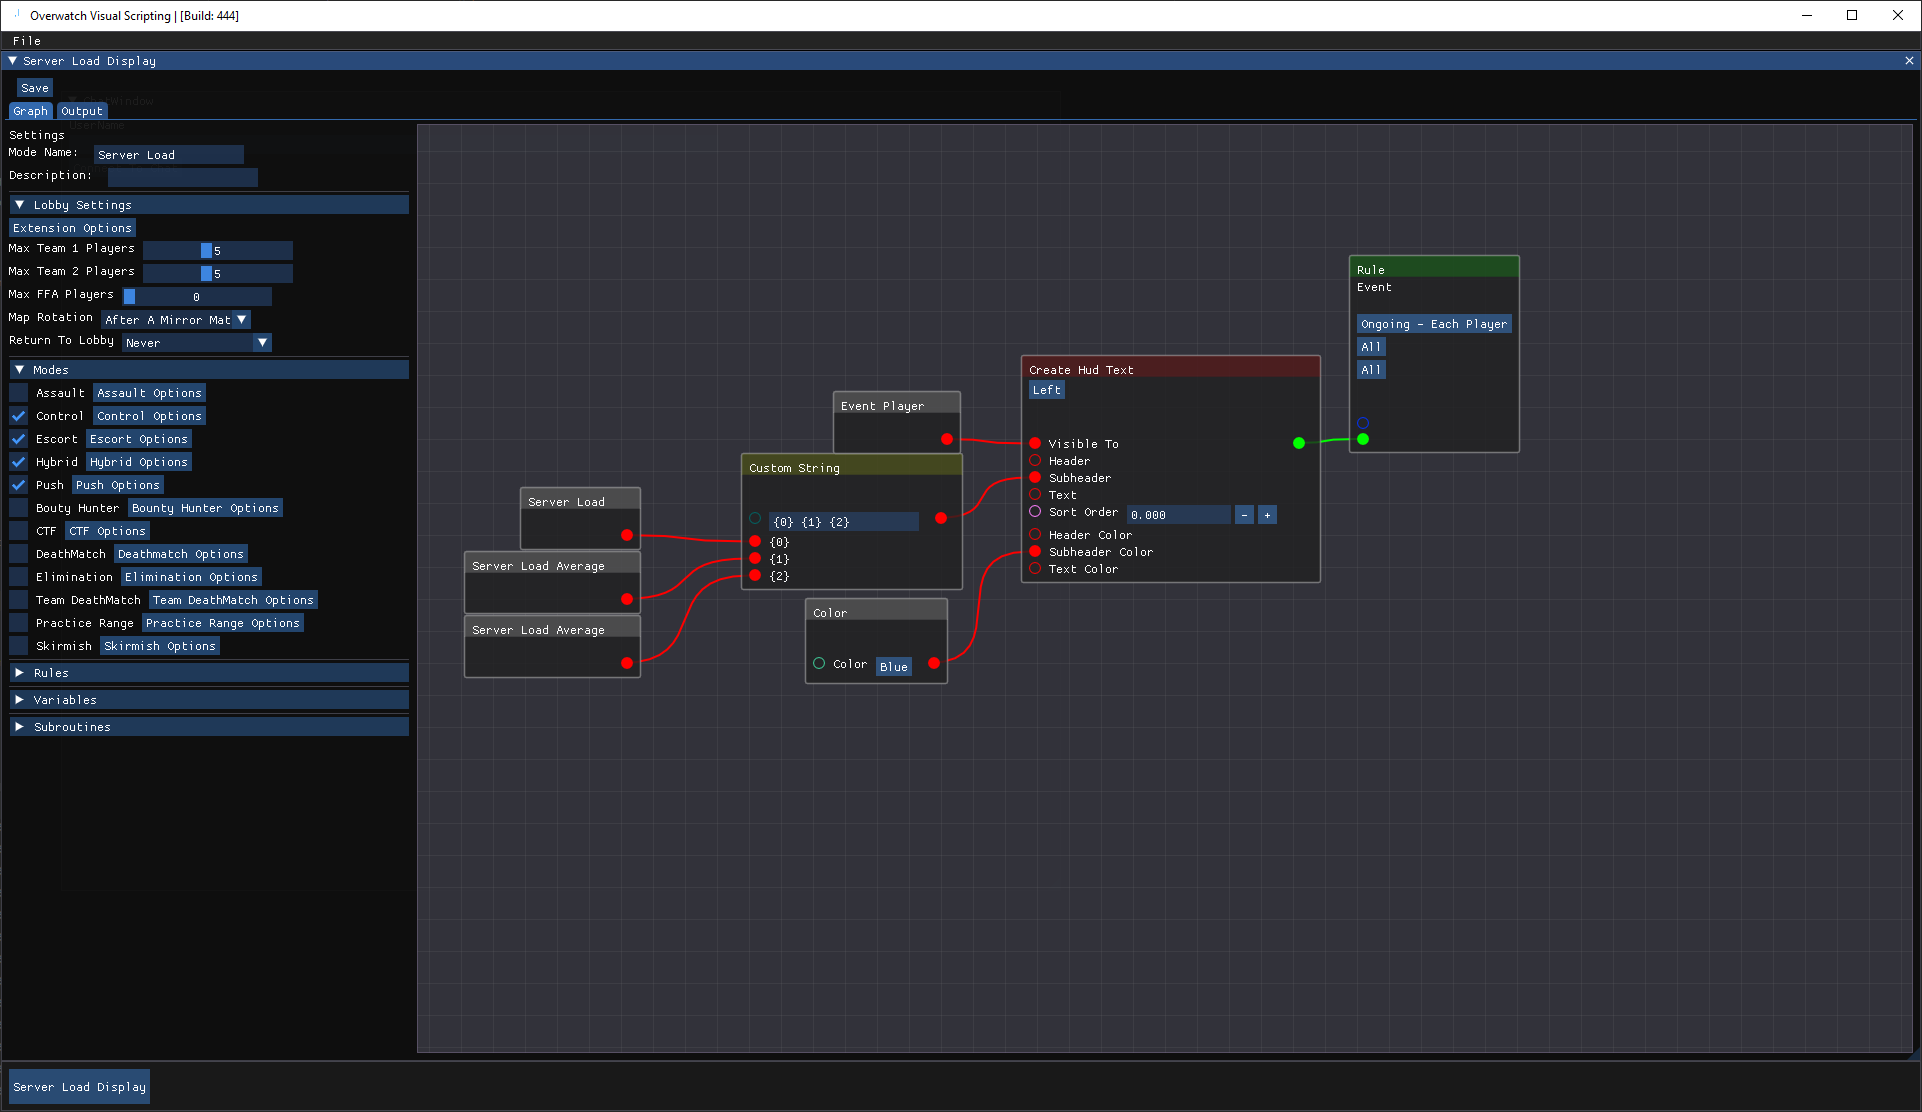 Overwatch Visual Scripting | [Build: 444]
File
Server Load Display
Save
Graph Output
Settings
Mode Name: Server Load
Description:
Lobby Settings
Extension Options
Max Team 1 Players 5
Max Team 2 Players 5
Max FFA Players 0
Map Rotation After A Mirror Mat
Return To Lobby Never
Modes
Assault Assault Options
Control Control Options
Escort Escort Options
Hybrid Hybrid Options
Push Push Options
Bouty Hunter Bounty Hunter Options
CTF CTF Options
DeathMatch Deathmatch Options
Elimination Elimination Options
Team DeathMatch Team DeathMatch Options
Practice Range Practice Range Options
Skirmish Skirmish Options
Rules
Variables
Subroutines
Server Load
Server Load Average
Server Load Average
Event Player
Custom String
{0} {1} {2}
{0}
{1}
{2}
Color
Color Blue
Create Hud Text
Left
Visible To
Header
Subheader
Text
Sort Order 0.000 - +
Header Color
Subheader Color
Text Color
Rule
Event
Ongoing - Each Player
All
All
Server Load Display